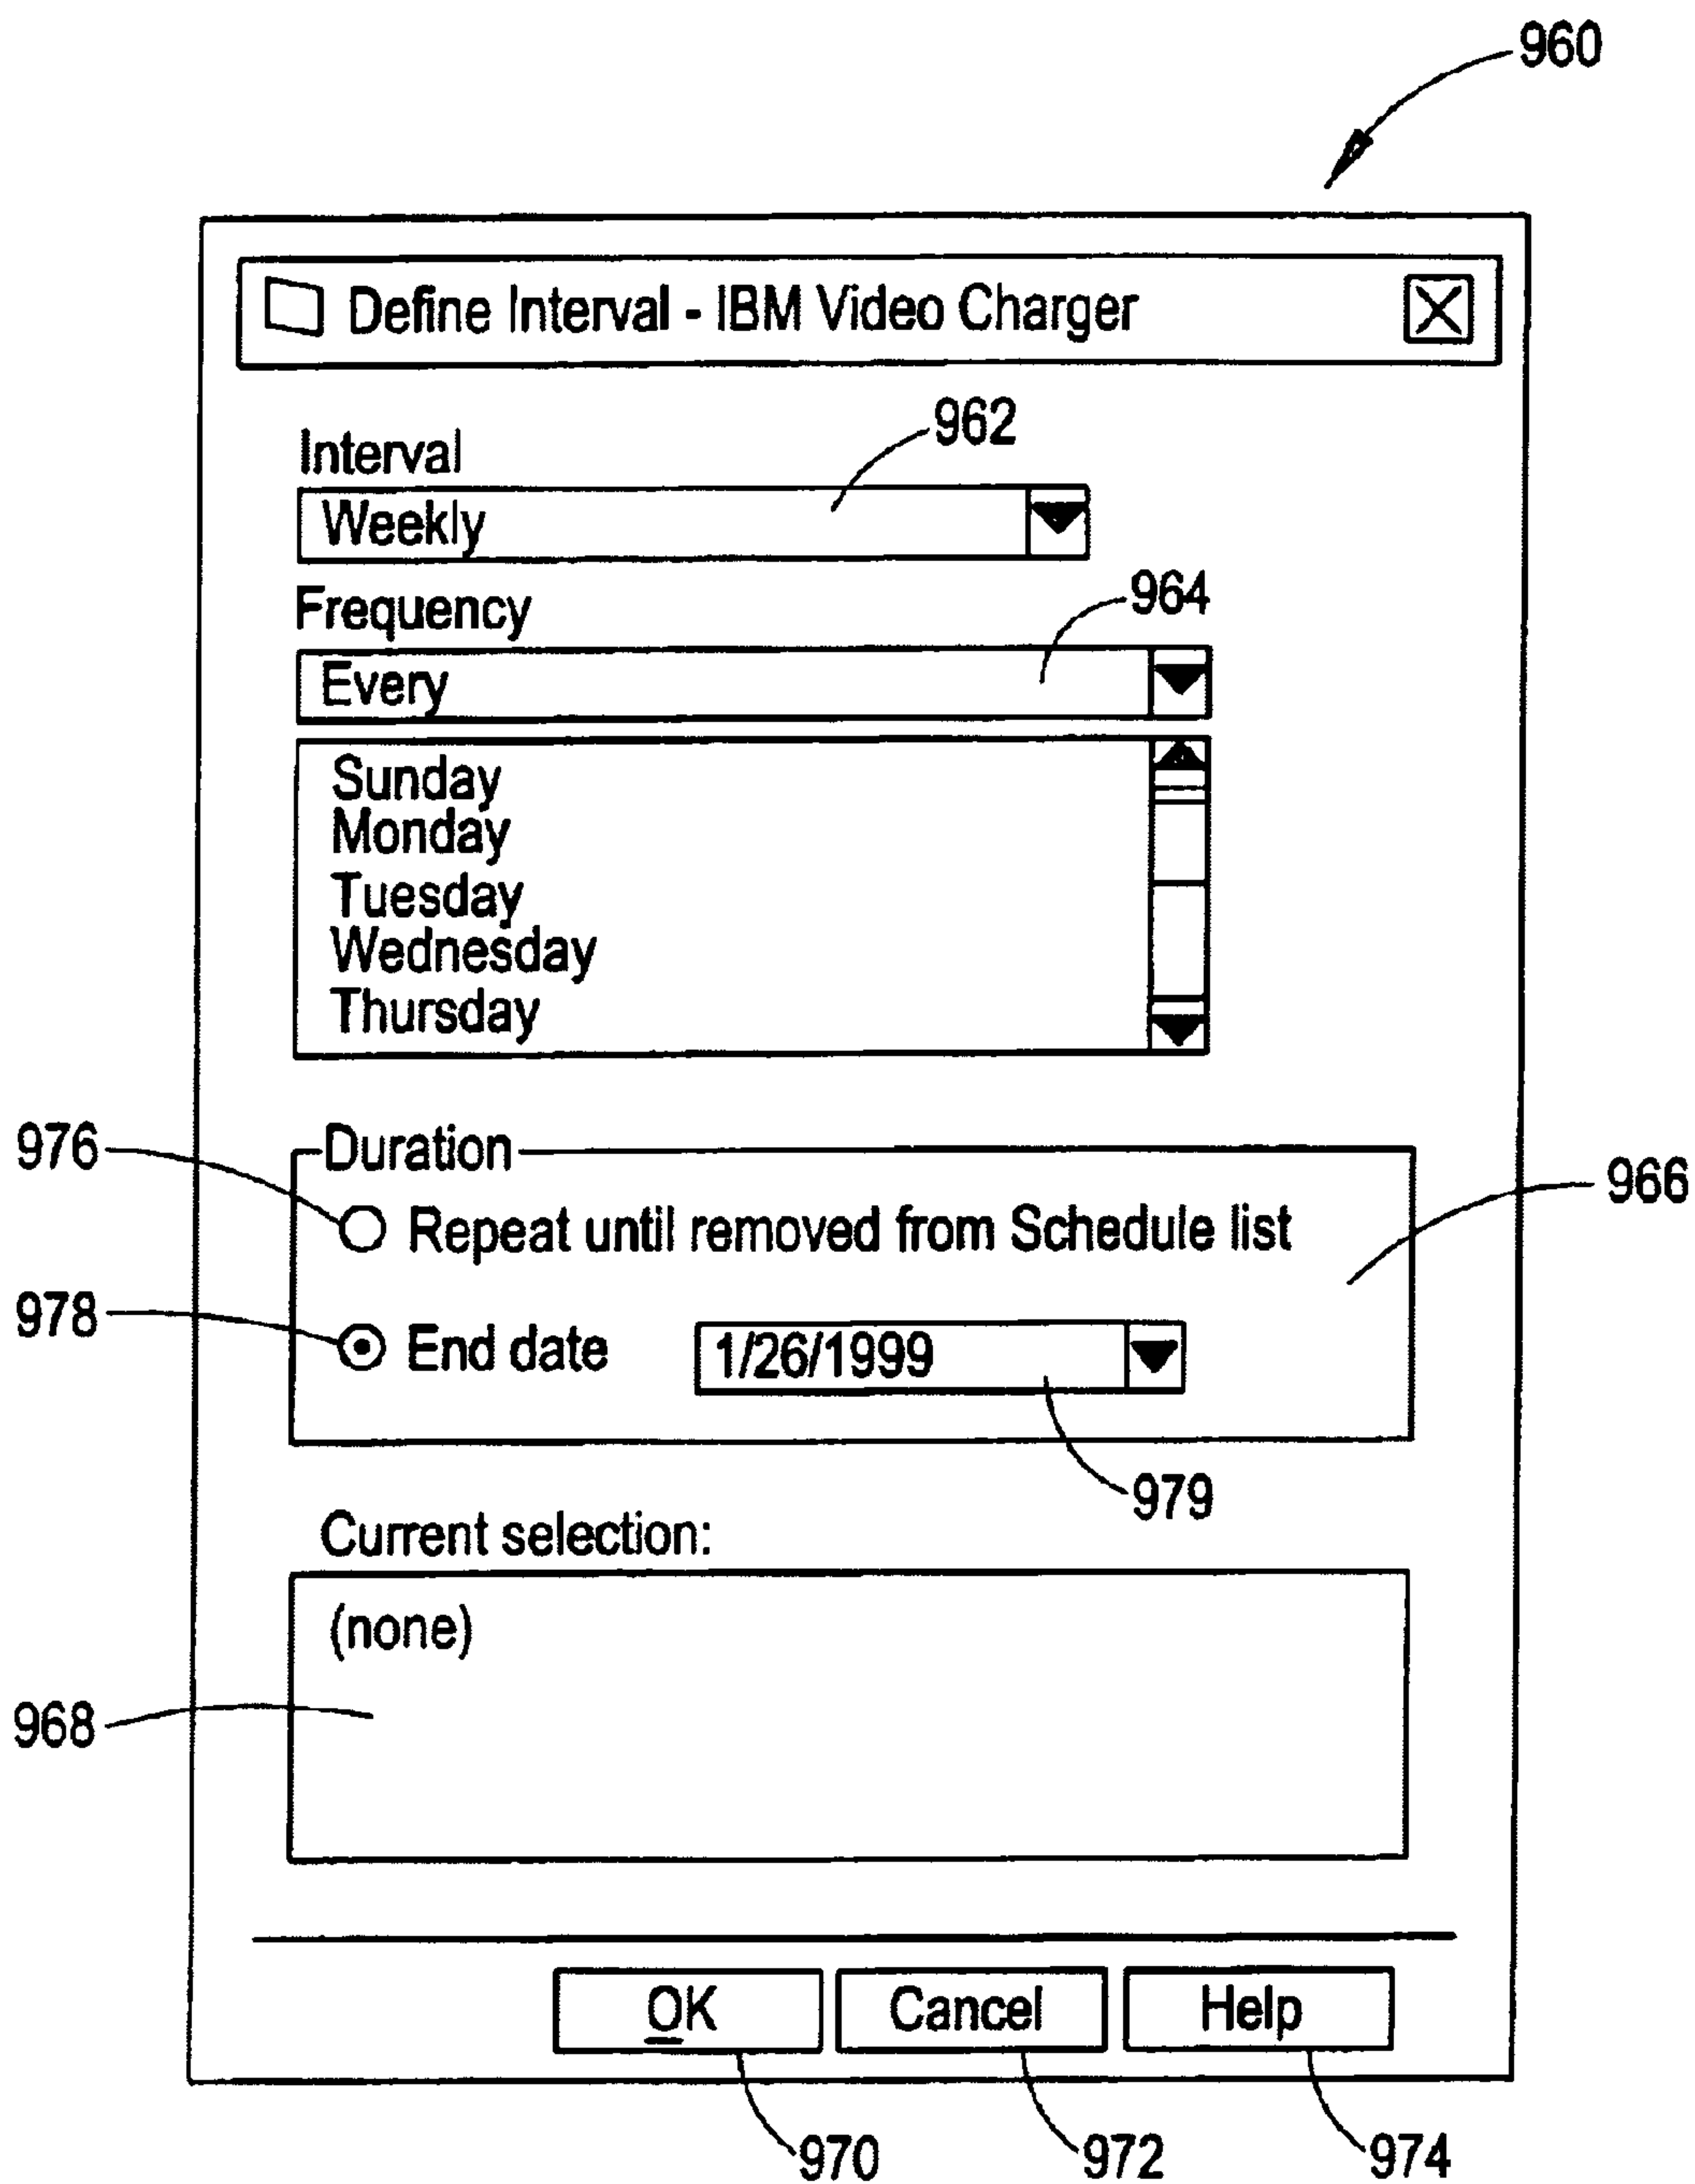 960
Define Interval - IBM Video Charger
962
Interval
Weekly
964
Frequency
Every
Sunday
Monday
Tuesday
Wednesday
Thursday
976
Duration
966
Repeat until removed from Schedule list
978
End date 1/26/1999
979
Current selection:
(none)
968
OK Cancel Help
970 972 974